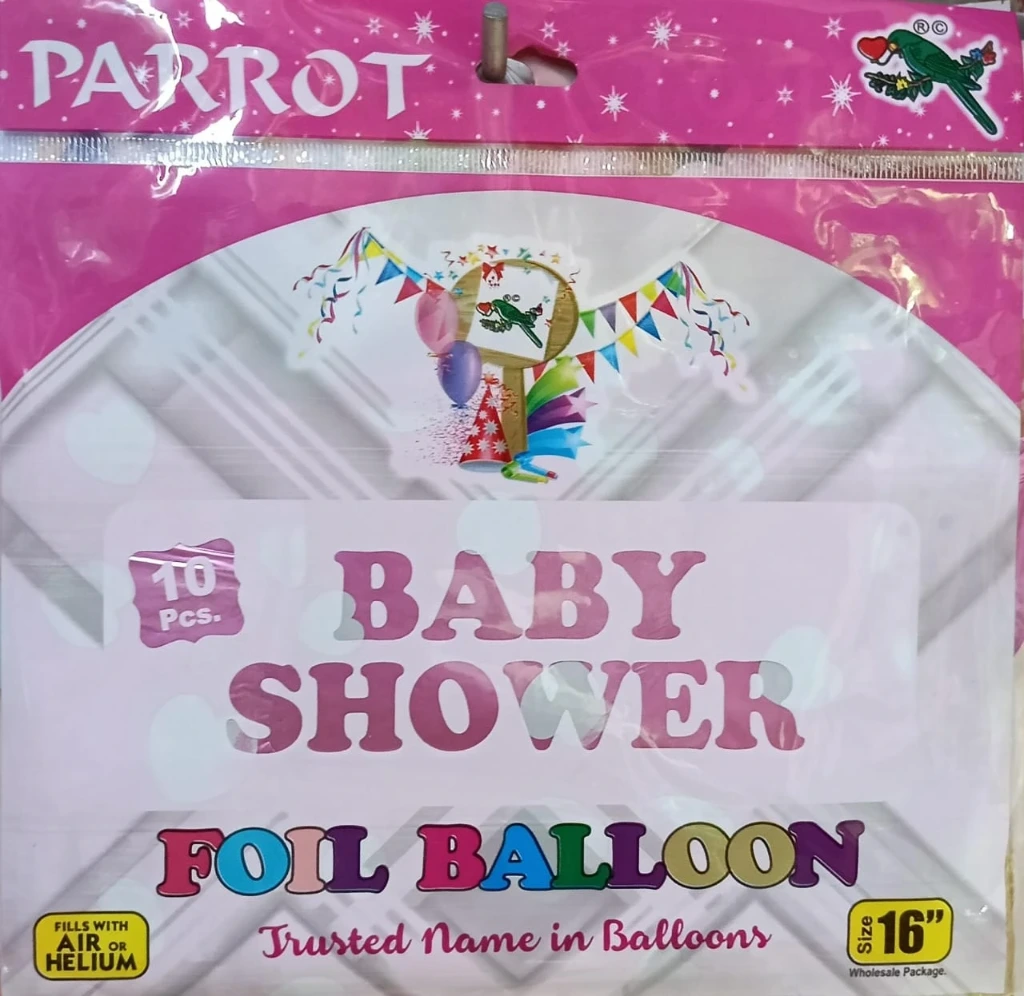 PARROT
® ©
® ©
10
Pcs.
BABY
SHOWER
FOIL BALLOON
Trusted Name in Balloons
FILLS WITH
AIR OR
HELIUM
Size 16”
Wholesale Package.